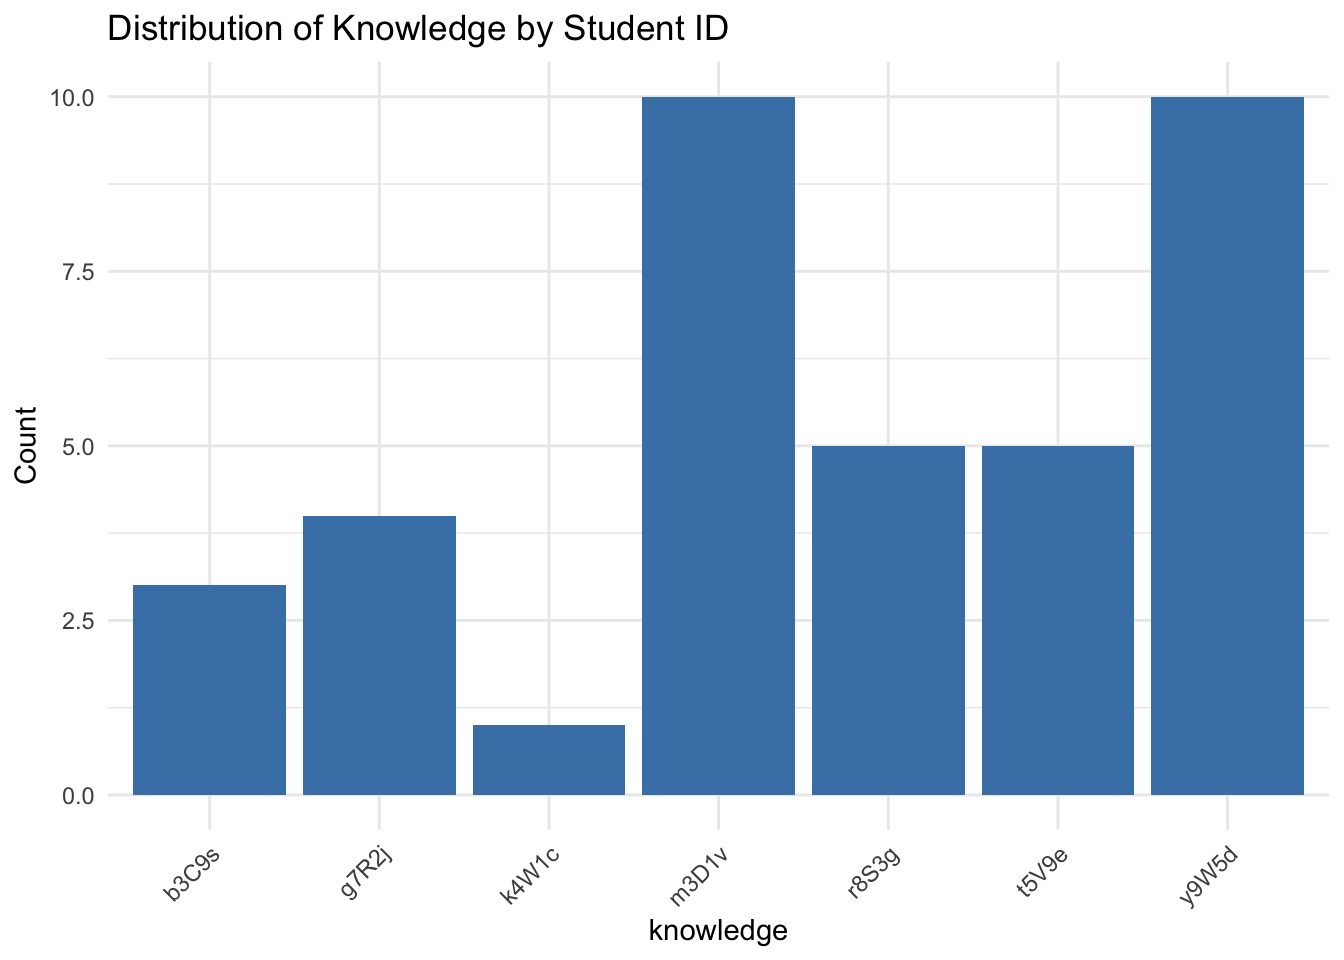 Distribution of Knowledge by Student ID
10.0
7.5
5.0
2.5
0.0
Count
b3C9s
g7R2j
k4W1c
m3D1v
r8S3g
t5V9e
y9W5d
knowledge